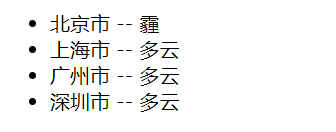 • 北京市 -- 霾
• 上海市 -- 多云
• 广州市 -- 多云
• 深圳市 -- 多云